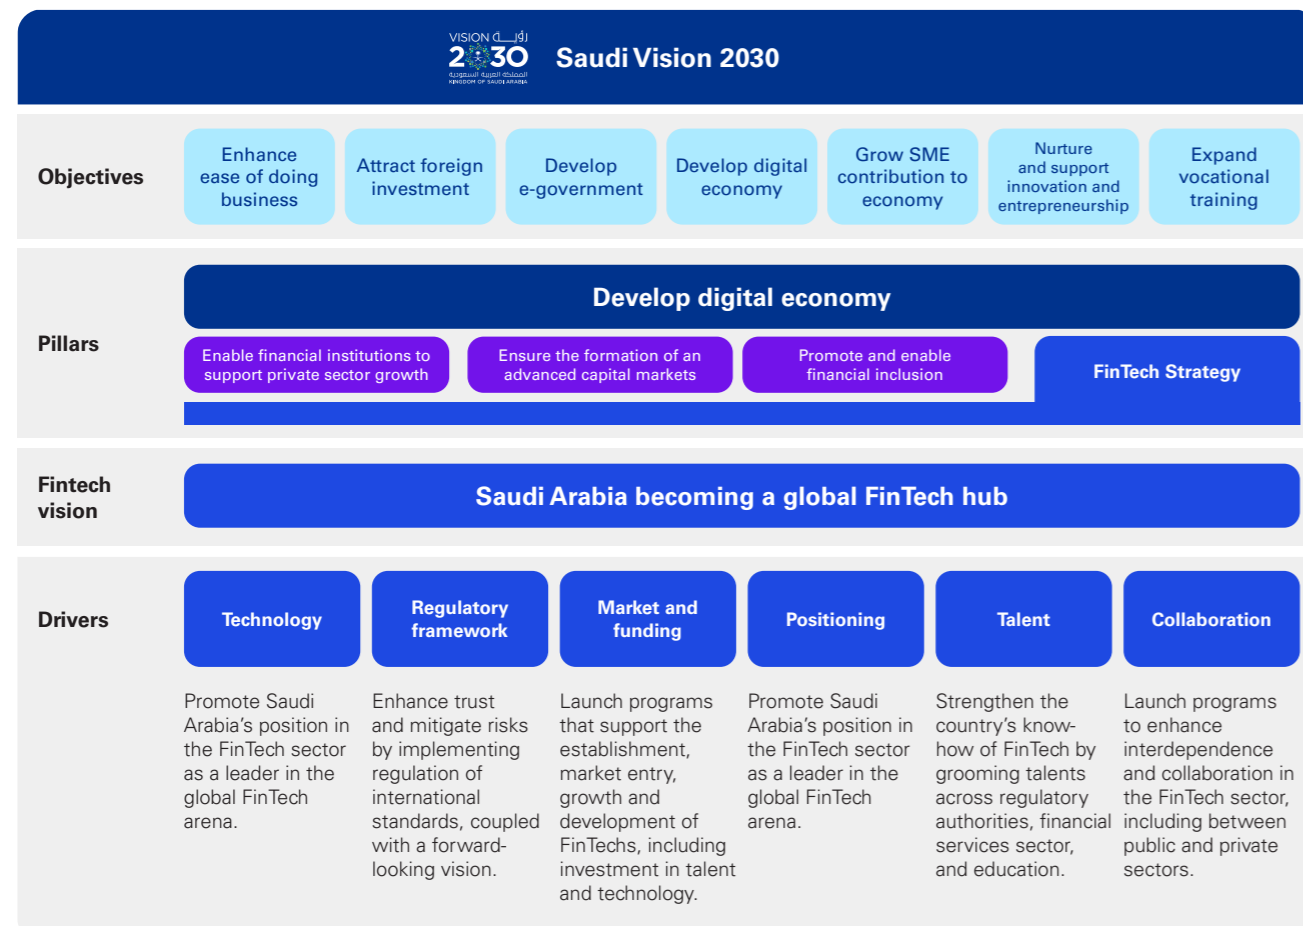 VISION رؤيــة
2030
المملكة العربية السعودية
KINGDOM OF SAUDI ARABIA
Saudi Vision 2030
Objectives
Enhance
ease of doing
business
Attract foreign
investment
Develop
e-government
Develop digital
economy
Grow SME
contribution to
economy
Nurture
and support
innovation and
entrepreneurship
Expand
vocational
training
Pillars
Develop digital economy
Enable financial institutions to
support private sector growth
Ensure the formation of an
advanced capital markets
Promote and enable
financial inclusion
FinTech Strategy
Fintech
vision
Saudi Arabia becoming a global FinTech hub
Drivers
Technology
Promote Saudi
Arabia’s position in
the FinTech sector
as a leader in the
global FinTech
arena.
Regulatory
framework
Enhance trust
and mitigate risks
by implementing
regulation of
international
standards, coupled
with a forward-
looking vision.
Market and
funding
Launch programs
that support the
establishment,
market entry,
growth and
development of
FinTechs, including
investment in talent
and technology.
Positioning
Promote Saudi
Arabia’s position in
the FinTech sector
as a leader in the
global FinTech
arena.
Talent
Strengthen the
country’s know-
how of FinTech by
grooming talents
across regulatory
authorities, financial
services sector,
and education.
Collaboration
Launch programs
to enhance
interdependence
and collaboration in
the FinTech sector,
including between
public and private
sectors.